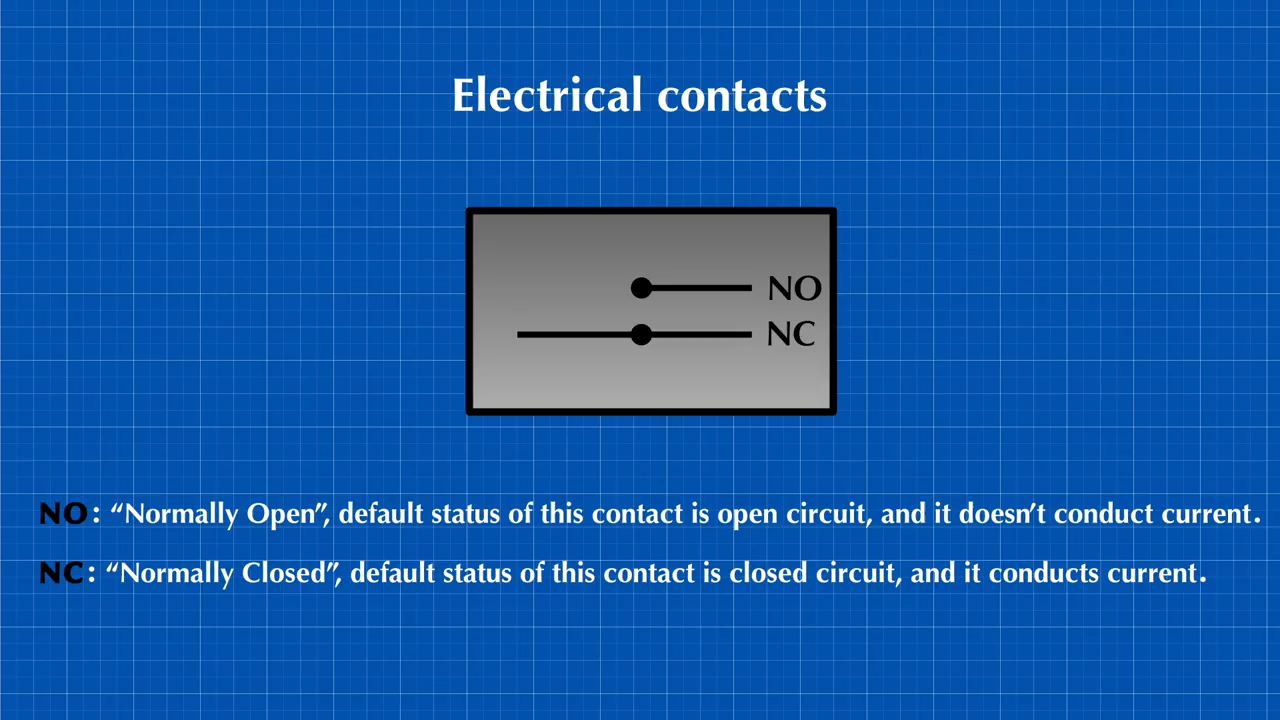 Electrical contacts
NO
NC
NO: “Normally Open”, default status of this contact is open circuit, and it doesn’t conduct current.
NC: “Normally Closed”, default status of this contact is closed circuit, and it conducts current.